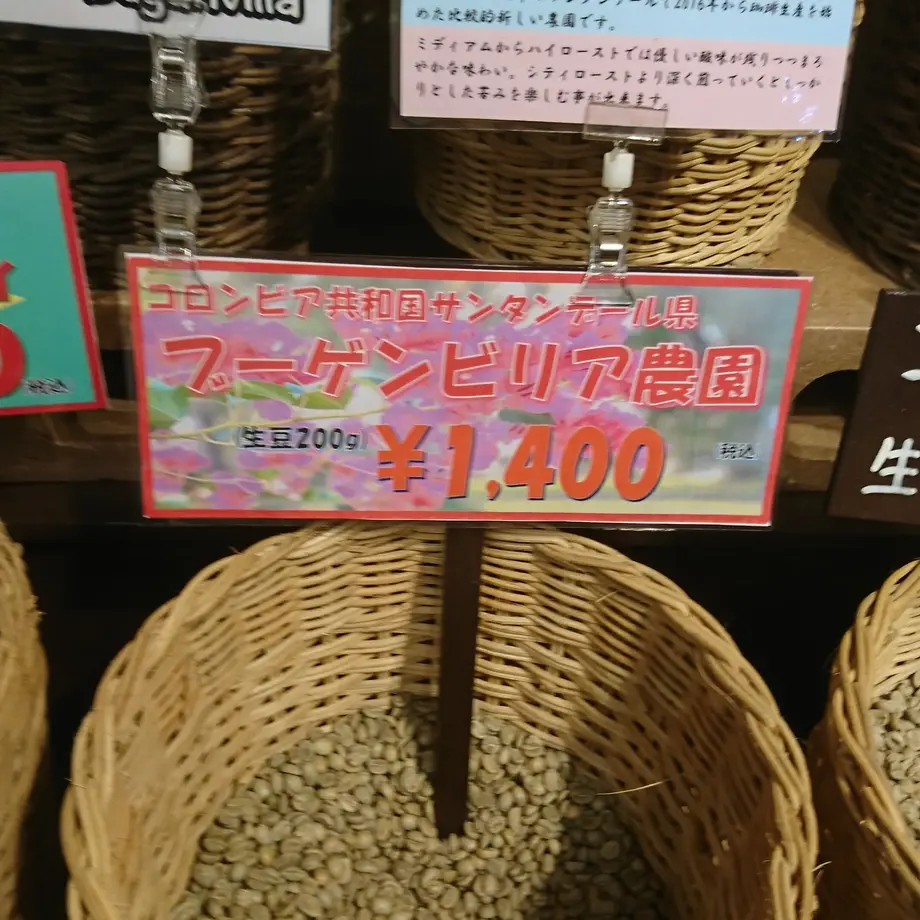 た比較的新しい農園です。
ミディアムからハイローストでは優しい酸味が残りつつまろ
やかな味わい。シティローストより深く煎っていくとしっか
りとした苦みを楽しむ事が出来ます。
コロンビア共和国サンタンデール県
ブーゲンビリア農園
(生豆200g) ¥1,400 税込
税込
生